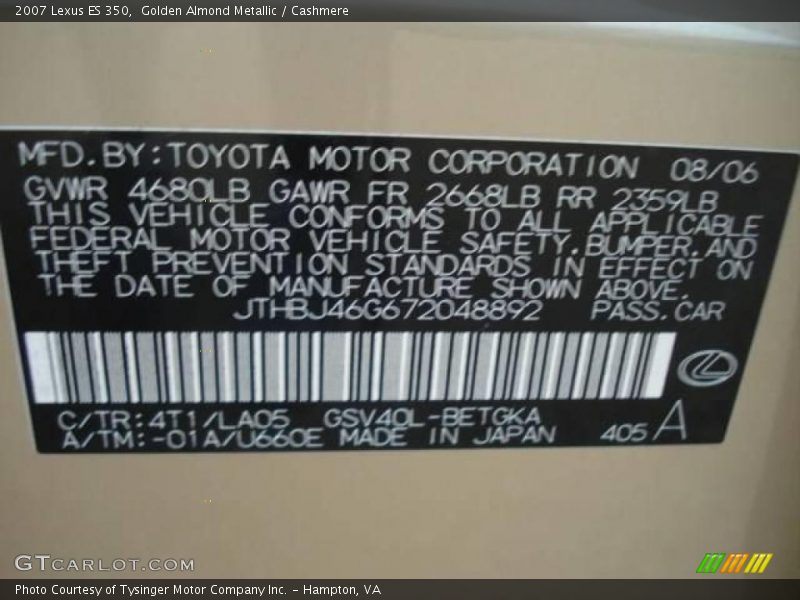 2007 Lexus ES 350,  Golden Almond Metallic / Cashmere
MFD.BY:TOYOTA MOTOR CORPORATION 08/06
GVWR 4680LB GAWR FR 2668LB RR 2359LB
THIS VEHICLE CONFORMS TO ALL APPLICABLE
FEDERAL MOTOR VEHICLE SAFETY,BUMPER,AND
THEFT PREVENTION STANDARDS IN EFFECT ON
THE DATE OF MANUFACTURE SHOWN ABOVE.
JTHBJ46G672048892 PASS.CAR
C/TR:4T1/LA05 GSV40L-BETGKA
A/TM:-01A/U660E MADE IN JAPAN 405 A
GTCARLOT.COM
Photo Courtesy of Tysinger Motor Company Inc. - Hampton, VA